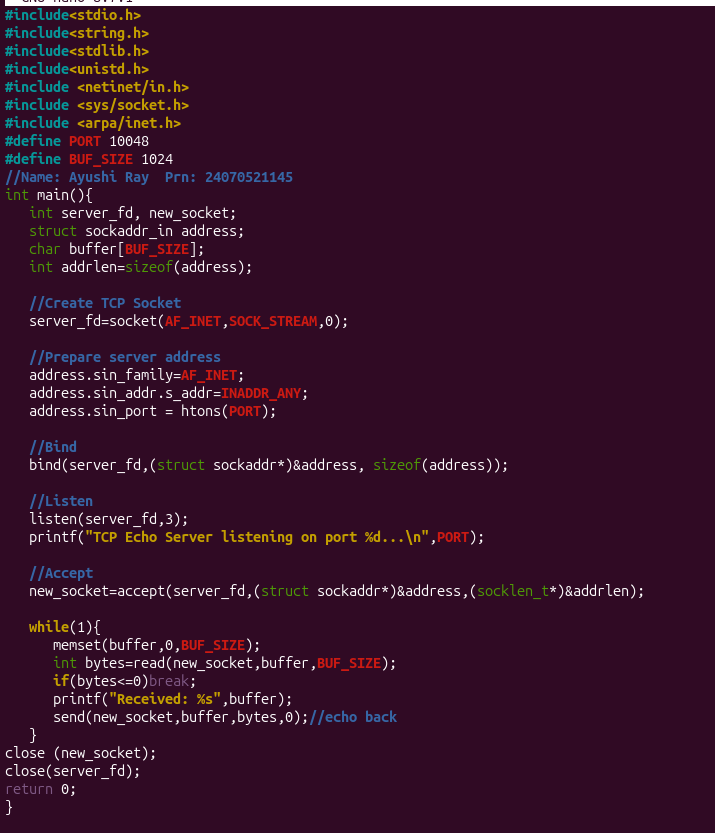 #include<stdio.h>
#include<string.h>
#include<stdlib.h>
#include<unistd.h>
#include <netinet/in.h>
#include <sys/socket.h>
#include <arpa/inet.h>
#define PORT 10048
#define BUF_SIZE 1024
//Name: Ayushi Ray  Prn: 24070521145
int main(){
   int server_fd, new_socket;
   struct sockaddr_in address;
   char buffer[BUF_SIZE];
   int addrlen=sizeof(address);

   //Create TCP Socket
   server_fd=socket(AF_INET,SOCK_STREAM,0);

   //Prepare server address
   address.sin_family=AF_INET;
   address.sin_addr.s_addr=INADDR_ANY;
   address.sin_port = htons(PORT);

   //Bind
   bind(server_fd,(struct sockaddr*)&address, sizeof(address));

   //Listen
   listen(server_fd,3);
   printf("TCP Echo Server listening on port %d...\n",PORT);

   //Accept
   new_socket=accept(server_fd,(struct sockaddr*)&address,(socklen_t*)&addrlen);

   while(1){
      memset(buffer,0,BUF_SIZE);
      int bytes=read(new_socket,buffer,BUF_SIZE);
      if(bytes<=0)break;
      printf("Received: %s",buffer);
      send(new_socket,buffer,bytes,0);//echo back
   }
close (new_socket);
close(server_fd);
return 0;
}